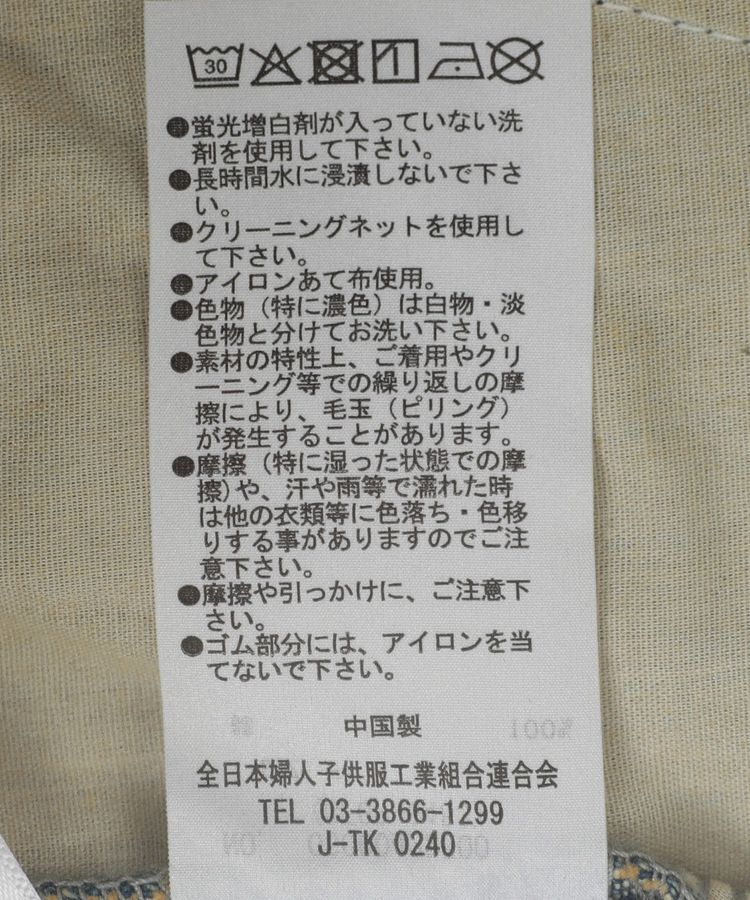 30
●蛍光増白剤が入っていない洗
剤を使用して下さい。
●長時間水に浸漬しないで下さ
い。
●クリーニングネットを使用し
て下さい。
●アイロンあて布使用。
●色物(特に濃色)は白物・淡
色物と分けてお洗い下さい。
●素材の特性上、ご着用やクリ
ーニング等での繰り返しの摩
擦により、毛玉(ピリング)
が発生することがあります。
●摩擦(特に湿った状態での摩
擦)や、汗や雨等で濡れた時
は他の衣類等に色落ち・色移
りする事がありますのでご注
意下さい。
●摩擦や引っかけに、ご注意下
さい。
●ゴム部分には、アイロンを当
てないで下さい。
中国製
全日本婦人子供服工業組合連合会
TEL 03-3866-1299
J-TK 0240